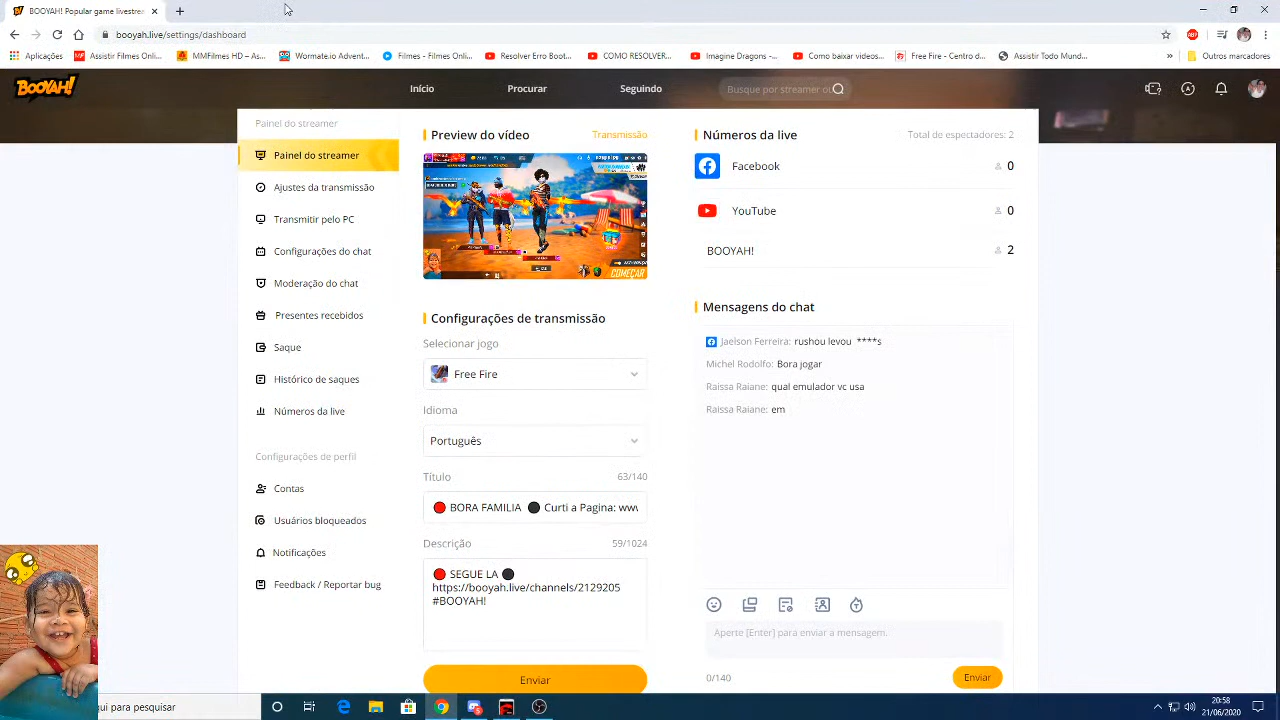 BOOYAH! Popular game livestrea
booyah.live/settings/dashboard
Aplicações
Assistir Filmes Onli...
MMFilmes HD – As...
Wormate.io Advent...
Filmes - Filmes Onli...
Resolver Erro Boot...
COMO RESOLVER...
Imagine Dragons -...
Como baixar videos...
Free Fire - Centro d...
Assistir Todo Mund...
»
Outros marcadores
BOOYAH!
Início
Procurar
Seguindo
Busque por streamer ou
Painel do streamer
Painel do streamer
Ajustes da transmissão
Transmitir pelo PC
Configurações do chat
Moderação do chat
Presentes recebidos
Saque
Histórico de saques
Números da live
Configurações de perfil
Contas
Usuários bloqueados
Notificações
Feedback / Reportar bug
Preview do vídeo
Transmissão
COMEÇAR
Configurações de transmissão
Selecionar jogo
Free Fire
Idioma
Português
Título
63/140
🔴 BORA FAMILIA ⚫ Curti a Pagina: www
Descrição
59/1024
🔴 SEGUE LA ⚫
https://booyah.live/channels/2129205
#BOOYAH!
Enviar
Números da live
Total de espectadores: 2
Facebook
0
YouTube
0
BOOYAH!
2
Mensagens do chat
Jaelson Ferreira: rushou levou ****s
Michel Rodolfo: Bora jogar
Raissa Raiane: qual emulador vc usa
Raissa Raiane: em
Aperte [Enter] para enviar a mensagem.
0/140
Enviar
qui para pesquisar
20:58
21/06/2020